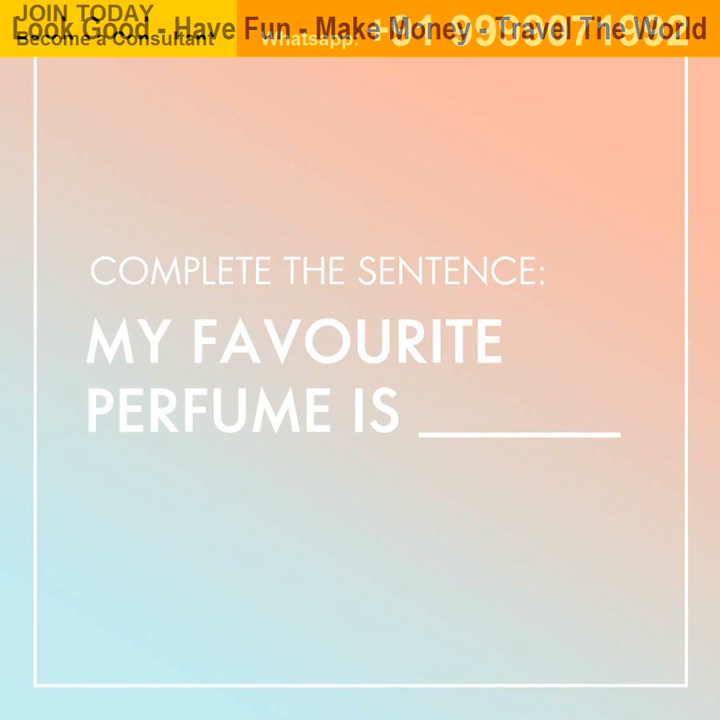 JOIN TODAY
Look Good - Have Fun - Make Money - Travel The World
Become a Consultant
Whatsapp:
COMPLETE THE SENTENCE:
MY FAVOURITE
PERFUME IS